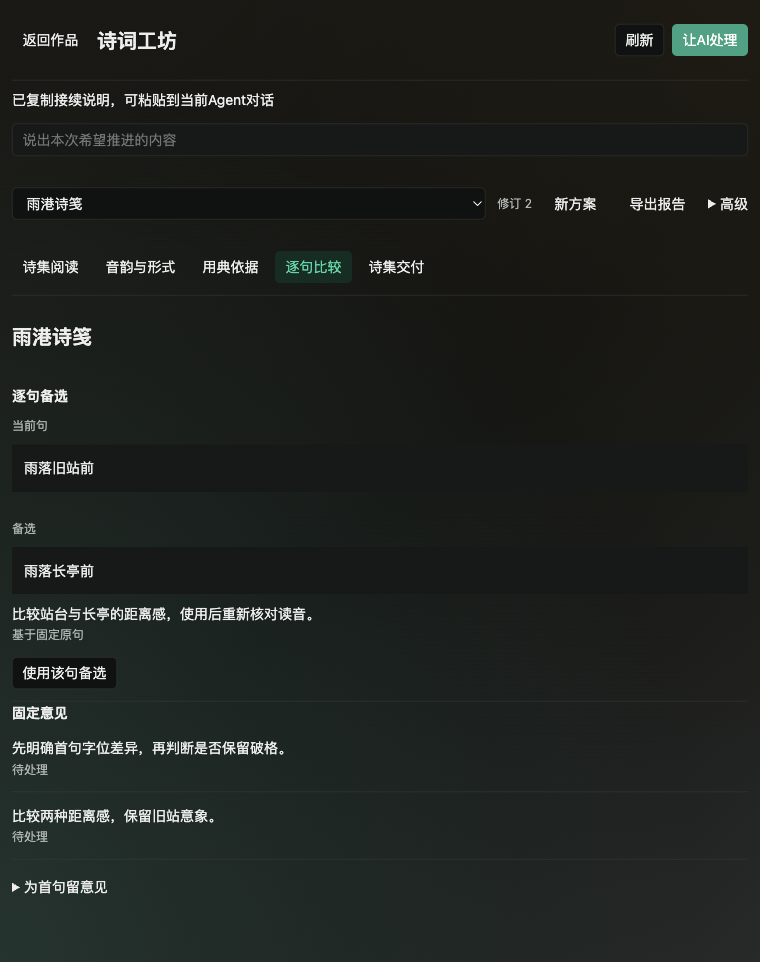 返回作品 诗词工坊 刷新 让AI处理
已复制接续说明，可粘贴到当前Agent对话
说出本次希望推进的内容
雨港诗笺 修订 2 新方案 导出报告 高级
诗集阅读 音韵与形式 用典依据 逐句比较 诗集交付
雨港诗笺
逐句备选
当前句
雨落旧站前
备选
雨落长亭前
比较站台与长亭的距离感，使用后重新核对读音。
基于固定原句
使用该句备选
固定意见
先明确首句字位差异，再判断是否保留破格。
待处理
比较两种距离感，保留旧站意象。
待处理
为首句留意见